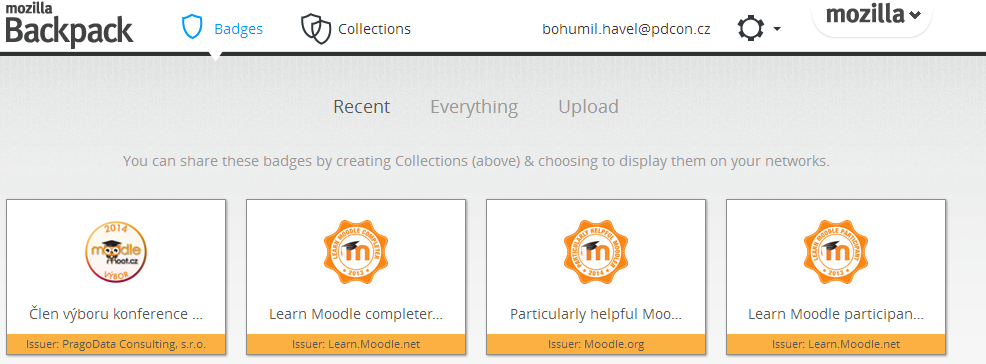 mozilla
Backpack
Badges
Collections
bohumil.havel@pdcon.cz
mozilla
Recent
Everything
Upload
You can share these badges by creating Collections (above) & choosing to display them on your networks.
2014
moodle
moot.cz
VÝBOR
LEARN MOODLE COMPLETER
m
2013
PARTICULARLY HELPFUL MOODLER
m
2014
LEARN MOODLE PARTICIPANT
m
2013
Člen výboru konference ...
Learn Moodle completer...
Particularly helpful Moo...
Learn Moodle participan...
Issuer: PragoData Consulting, s.r.o.
Issuer: Learn.Moodle.net
Issuer: Moodle.org
Issuer: Learn.Moodle.net